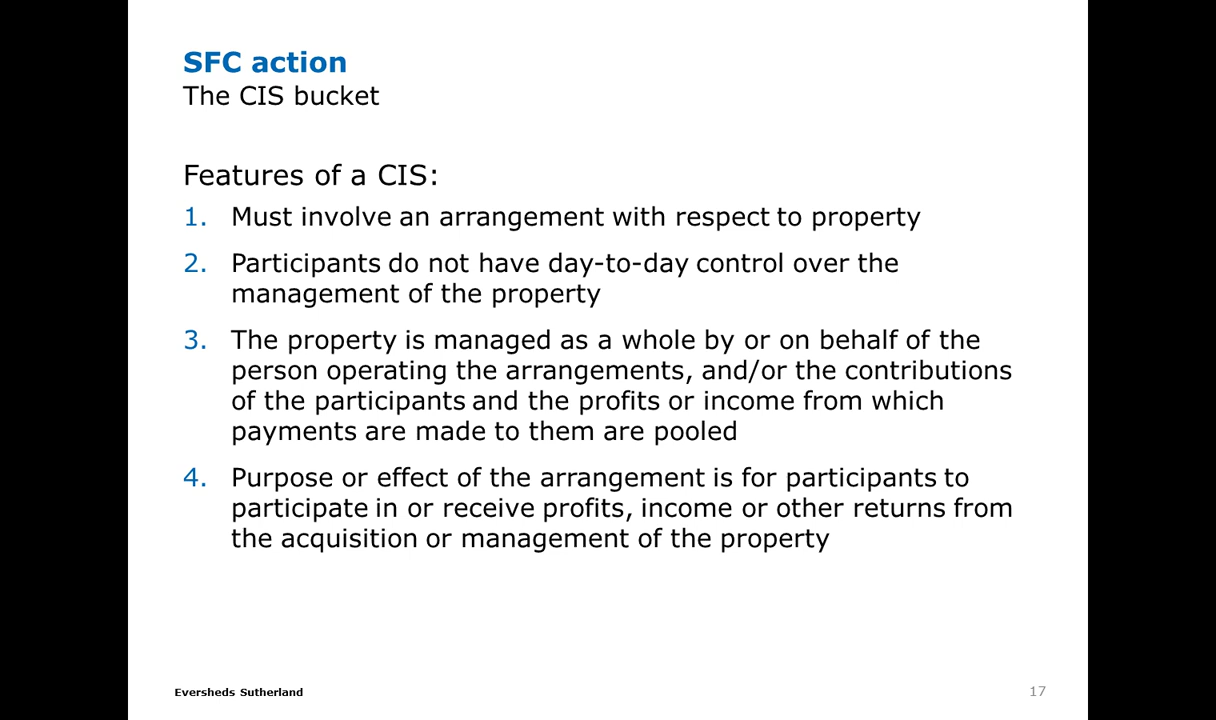 SFC action
The CIS bucket
Features of a CIS:
1. Must involve an arrangement with respect to property
2. Participants do not have day-to-day control over the
management of the property
3. The property is managed as a whole by or on behalf of the
person operating the arrangements, and/or the contributions
of the participants and the profits or income from which
payments are made to them are pooled
4. Purpose or effect of the arrangement is for participants to
participate in or receive profits, income or other returns from
the acquisition or management of the property
Eversheds Sutherland
17